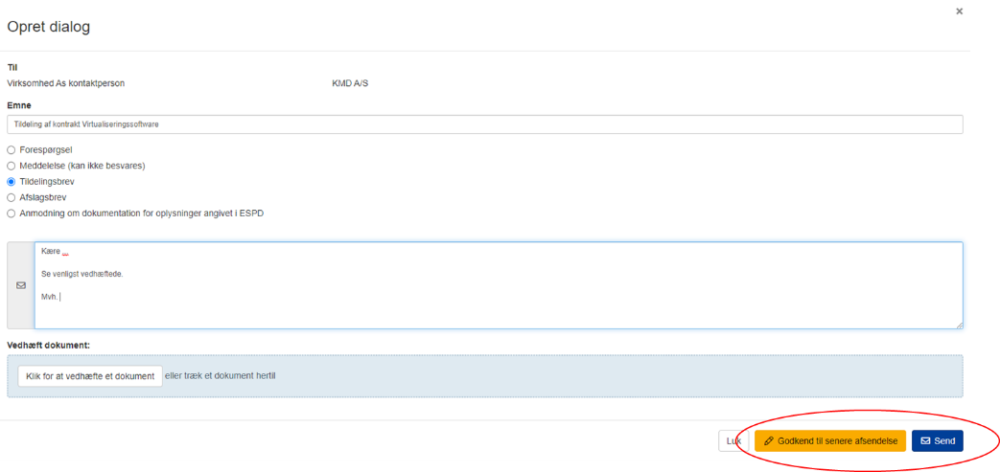 ×
Opret dialog
Til
Virksomhed As kontaktperson KMD A/S
Emne
Tildeling af kontrakt Virtualiseringssoftware
Forespørgsel
Meddelelse (kan ikke besvares)
Tildelingsbrev
Afslagsbrev
Anmodning om dokumentation for oplysninger angivet i ESPD
Kære ...
Se venligst vedhæftede.
Mvh.
Vedhæft dokument:
Klik for at vedhæfte et dokument eller træk et dokument hertil
Luk Godkend til senere afsendelse Send